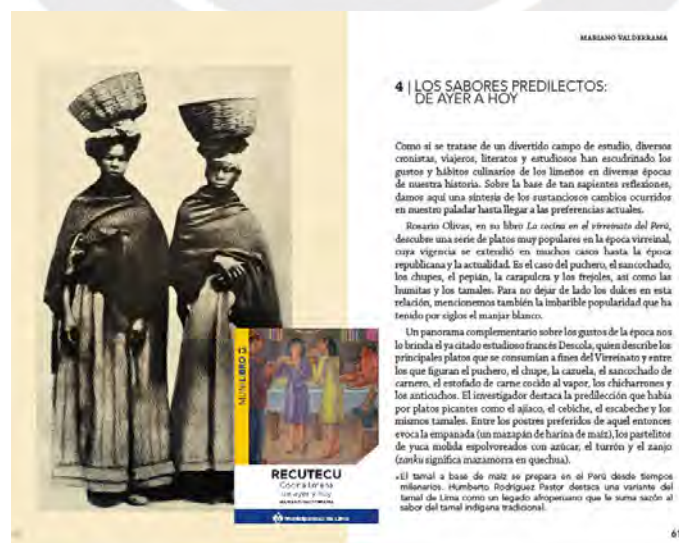 MARIANO VALDERRAMA
4 | LOS SABORES PREDILECTOS:
DE AYER A HOY
Como si se tratase de un divertido campo de estudio, diversos
cronistas, viajeros, literatos y estudiosos han escudriñado los
gustos y hábitos culinarios de los limeños en diversas épocas
de nuestra historia. Sobre la base de tan sapientes reflexiones,
damos aquí una síntesis de los sustanciosos cambios ocurridos
en nuestro paladar hasta llegar a las preferencias actuales.
Rosario Olivas, en su libro La cocina en el virreinato del Perú,
descubre una serie de platos muy populares en la época virreinal,
cuya vigencia se extendió en muchos casos hasta la época
republicana y la actualidad. Es el caso del puchero, el sancochado,
los chupes, el pepián, la carapulcra y los frejoles, así como las
humitas y los tamales. Para no dejar de lado los dulces en esta
relación, mencionemos también la imbatible popularidad que ha
tenido por siglos el manjar blanco.
Un panorama complementario sobre los gustos de la época nos
lo brinda el ya citado estudioso francés Descola, quien describe los
principales platos que se consumían a fines del Virreinato y entre
los que figuran el puchero, el chupe, la cazuela, el sancochado de
carnero, el estofado de carne cocido al vapor, los chicharrones y
los anticuchos. El investigador destaca la predilección que había
por platos picantes como el ajiaco, el cebiche, el escabeche y los
mismos tamales. Entre los postres preferidos de aquel entonces
evoca la empanada (un mazapán de harina de maíz), los pastelitos
de yuca molida espolvoreados con azúcar, el turrón y el zanjo
(zanku significa mazamorra en quechua).
«El tamal a base de maíz se prepara en el Perú desde tiempos
milenarios. Humberto Rodríguez Pastor destaca una variante del
tamal de Lima como un legado afroperuano que le suma sazón al
sabor del tamal indígena tradicional.
61
MUNILIBRO 13
RECUTECU
Cocina limeña
de ayer y hoy
MARIANO VALDERRAMA